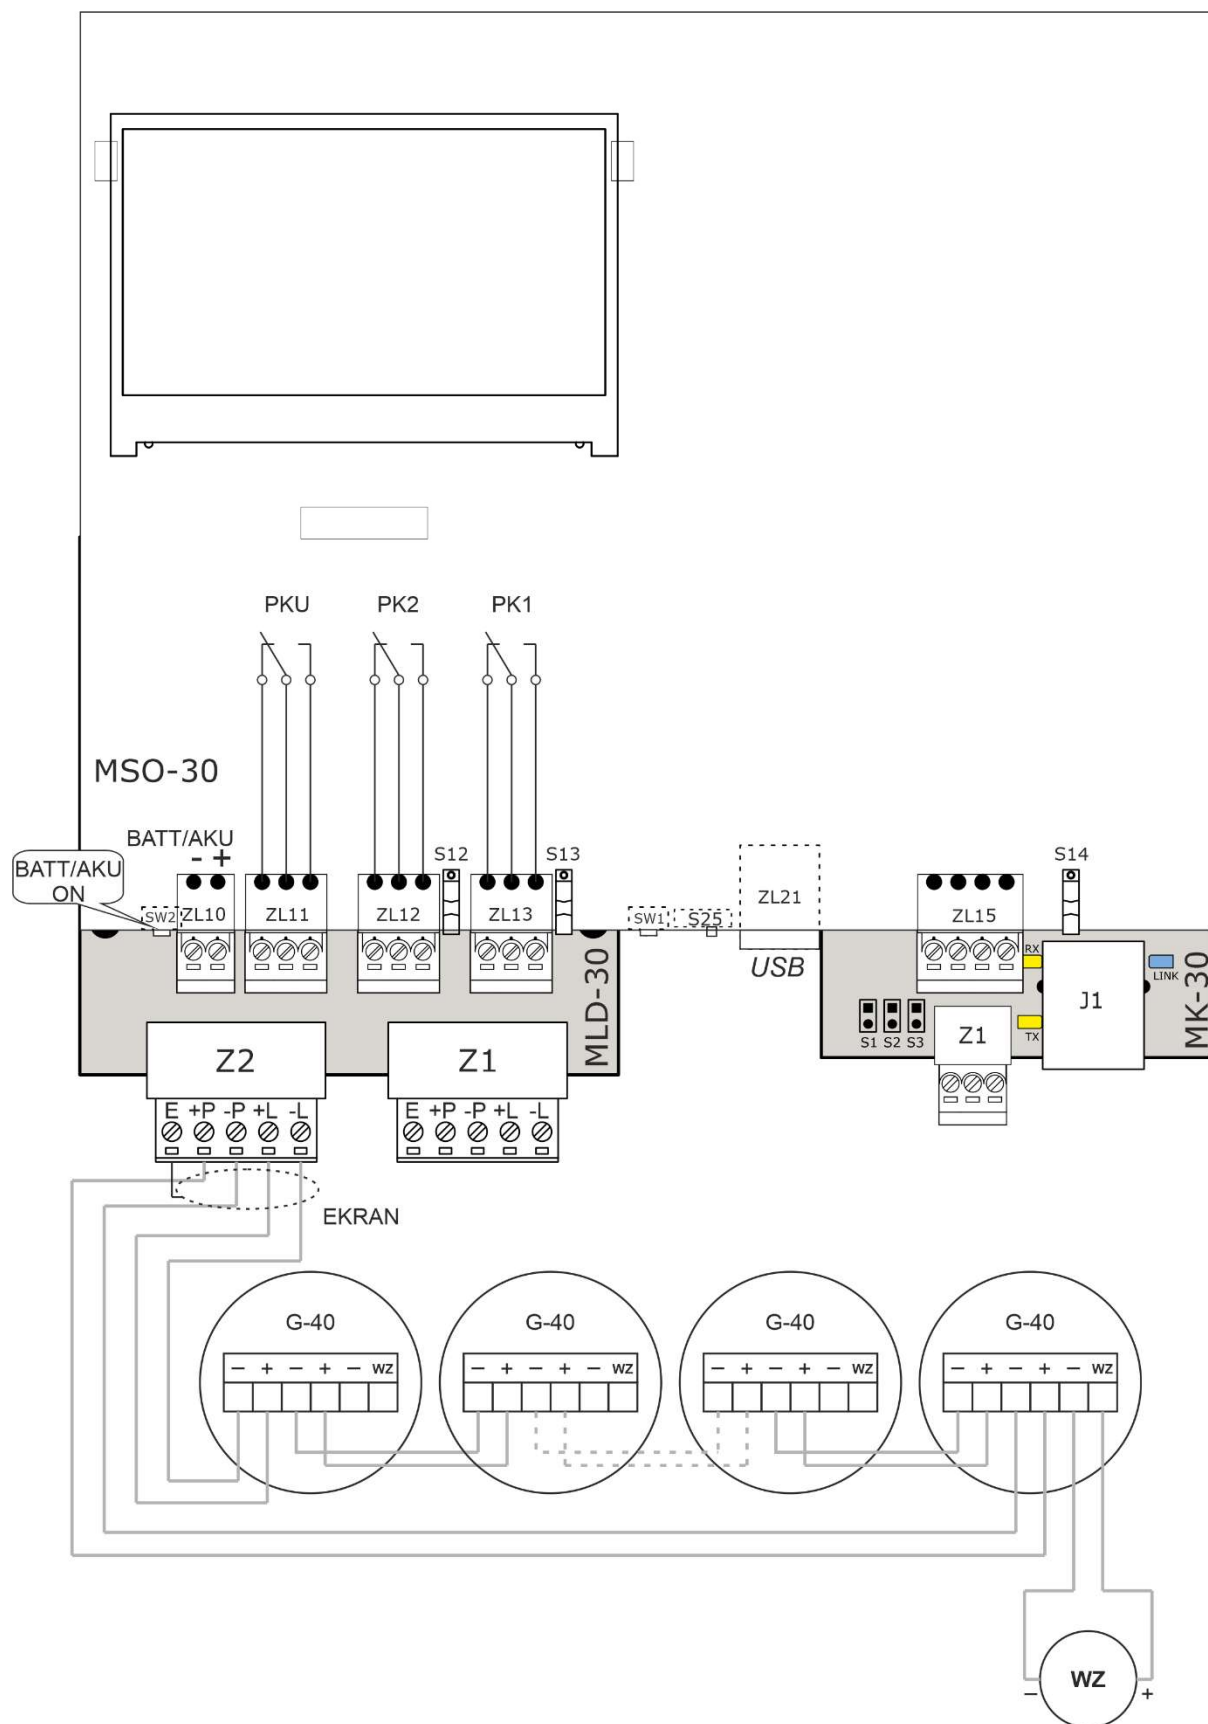 PKU PK2 PK1
MSO-30
BATT/AKU
- +
BATT/AKU
ON
S12 S13 S14
SW2 ZL10 ZL11 ZL12 ZL13 SW1 S25 ZL21 ZL15
USB
RX
LINK
J1
MLD-30
MK-30
TX
S1 S2 S3
Z1
Z2 Z1
E +P -P +L -L
E +P -P +L -L
EKRAN
G-40 G-40 G-40 G-40
− + − + − WZ
− + − + − WZ
− + − + − WZ
− + − + − WZ
WZ
− +